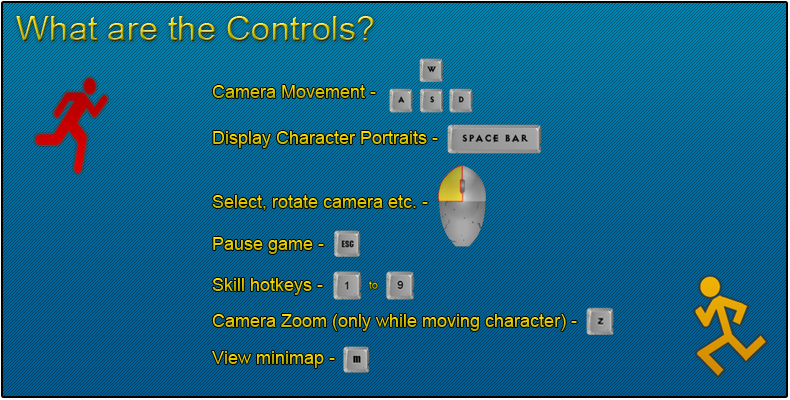 What are the Controls?
W
Camera Movement - A S D
Display Character Portraits - SPACE BAR
Select, rotate camera etc. -
Pause game - ESC
Skill hotkeys - 1 to 9
Camera Zoom (only while moving character) - z
View minimap - m